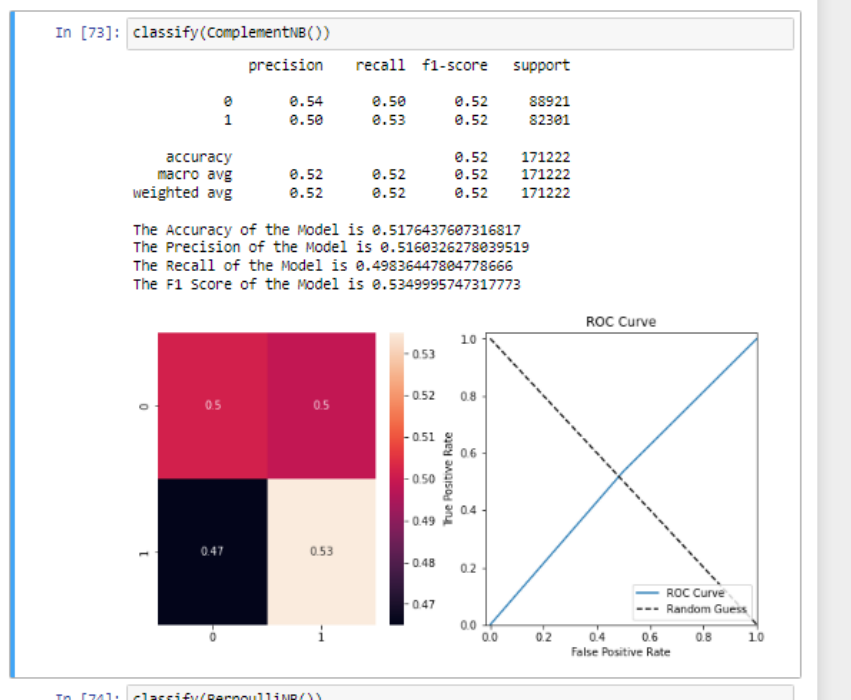 In [73]: classify(ComplementNB())
precision recall f1-score support
0 0.54 0.50 0.52 88921
1 0.50 0.53 0.52 82301
accuracy 0.52 171222
macro avg 0.52 0.52 0.52 171222
weighted avg 0.52 0.52 0.52 171222
The Accuracy of the Model is 0.5176437607316817
The Precision of the Model is 0.5160326278039519
The Recall of the Model is 0.49836447804778666
The F1 Score of the Model is 0.5349995747317773
ROC Curve
0.5 0.5
0.47 0.53
0
1
0 1
0.53
0.52
0.51
0.50
0.49
0.48
0.47
True Positive Rate
1.0
0.8
0.6
0.4
0.2
0.0
ROC Curve
Random Guess
0.0 0.2 0.4 0.6 0.8 1.0
False Positive Rate
In [74]: classify(BernoulliNB())